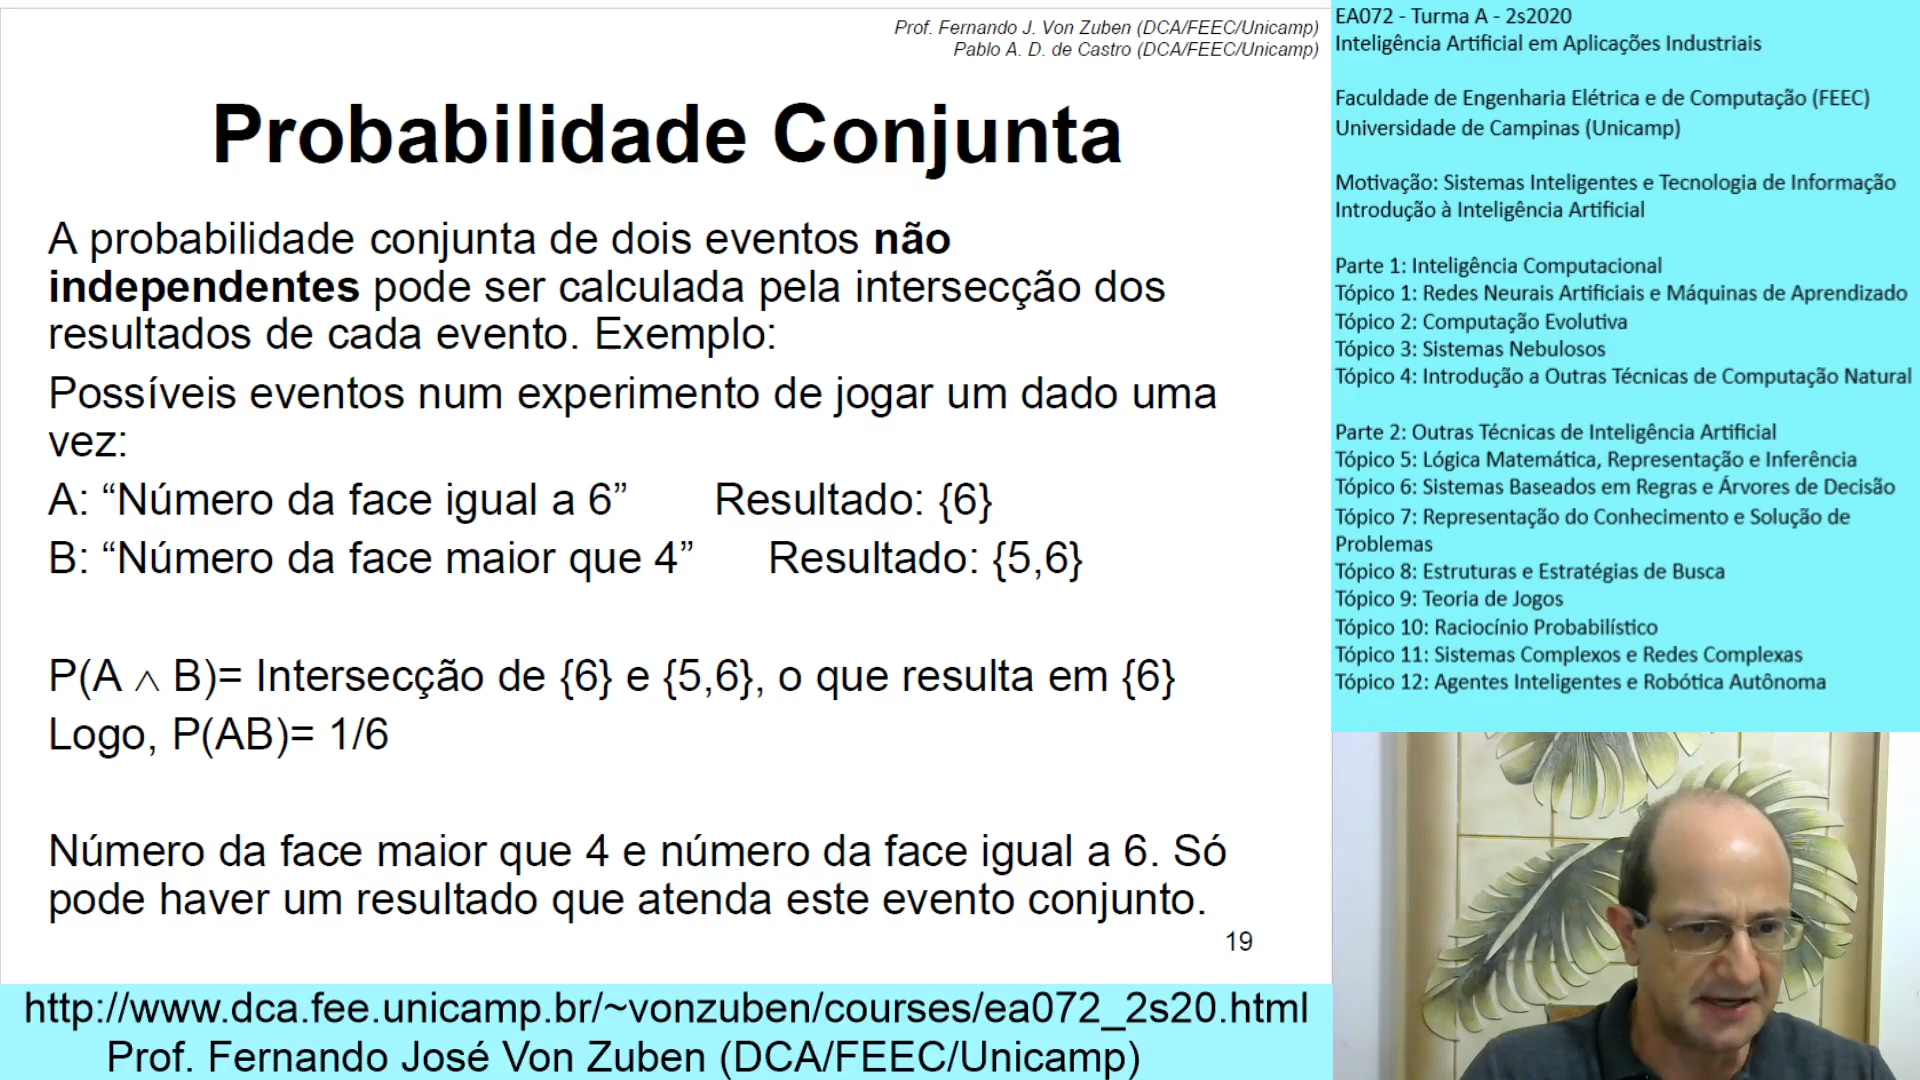 Prof. Fernando J. Von Zuben (DCA/FEEC/Unicamp)
Pablo A. D. de Castro (DCA/FEEC/Unicamp)
Probabilidade Conjunta
A probabilidade conjunta de dois eventos não
independentes pode ser calculada pela intersecção dos
resultados de cada evento. Exemplo:
Possíveis eventos num experimento de jogar um dado uma
vez:
A: “Número da face igual a 6” Resultado: {6}
B: “Número da face maior que 4” Resultado: {5,6}
P(A ∧ B)= Intersecção de {6} e {5,6}, o que resulta em {6}
Logo, P(AB)= 1/6
Número da face maior que 4 e número da face igual a 6. Só
pode haver um resultado que atenda este evento conjunto.
19
http://www.dca.fee.unicamp.br/~vonzuben/courses/ea072_2s20.html
Prof. Fernando José Von Zuben (DCA/FEEC/Unicamp)
EA072 - Turma A - 2s2020
Inteligência Artificial em Aplicações Industriais
Faculdade de Engenharia Elétrica e de Computação (FEEC)
Universidade de Campinas (Unicamp)
Motivação: Sistemas Inteligentes e Tecnologia de Informação
Introdução à Inteligência Artificial
Parte 1: Inteligência Computacional
Tópico 1: Redes Neurais Artificiais e Máquinas de Aprendizado
Tópico 2: Computação Evolutiva
Tópico 3: Sistemas Nebulosos
Tópico 4: Introdução a Outras Técnicas de Computação Natural
Parte 2: Outras Técnicas de Inteligência Artificial
Tópico 5: Lógica Matemática, Representação e Inferência
Tópico 6: Sistemas Baseados em Regras e Árvores de Decisão
Tópico 7: Representação do Conhecimento e Solução de
Problemas
Tópico 8: Estruturas e Estratégias de Busca
Tópico 9: Teoria de Jogos
Tópico 10: Raciocínio Probabilístico
Tópico 11: Sistemas Complexos e Redes Complexas
Tópico 12: Agentes Inteligentes e Robótica Autônoma